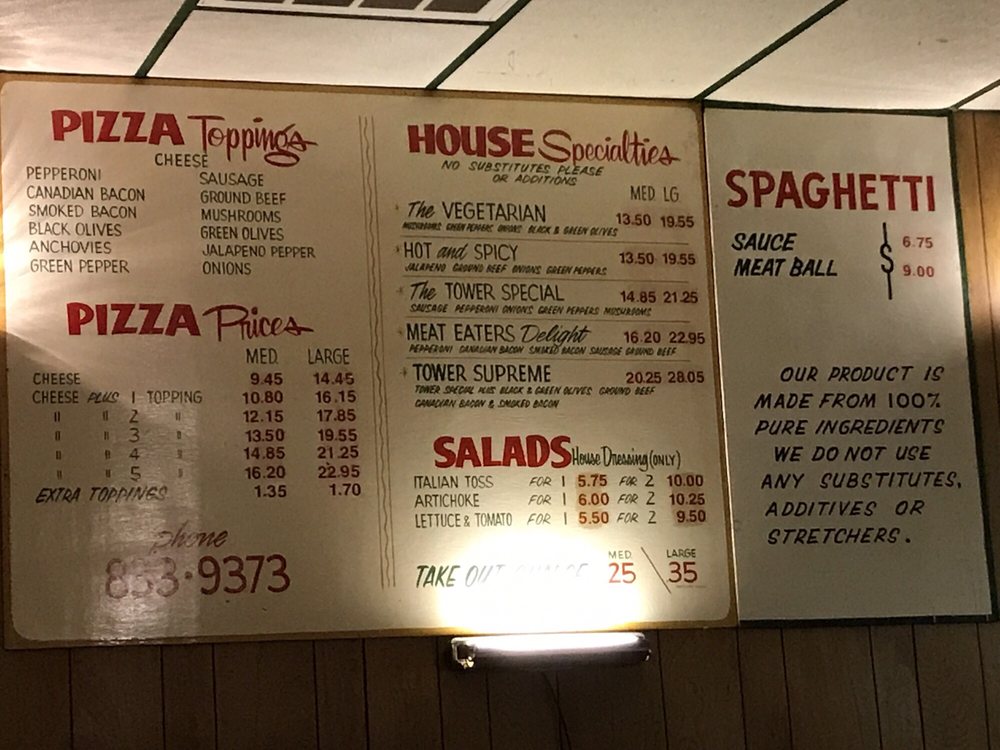 PIZZA Toppings
CHEESE
PEPPERONI
CANADIAN BACON
SMOKED BACON
BLACK OLIVES
ANCHOVIES
GREEN PEPPER
SAUSAGE
GROUND BEEF
MUSHROOMS
GREEN OLIVES
JALAPENO PEPPER
ONIONS
PIZZA Prices
MED. LARGE
CHEESE 9.45 14.45
CHEESE PLUS 1 TOPPING 10.80 16.15
" " 2 " 12.15 17.85
" " 3 " 13.50 19.55
" " 4 " 14.85 21.25
" " 5 " 16.20 22.95
EXTRA TOPPINGS 1.35 1.70
phone
853·9373
HOUSE Specialties
NO SUBSTITUTES PLEASE
OR ADDITIONS
MED. LG.
* The VEGETARIAN 13.50 19.55
MUSHROOMS GREEN PEPPERS ONIONS BLACK & GREEN OLIVES
* HOT and SPICY 13.50 19.55
JALAPENO GROUND BEEF ONIONS GREEN PEPPERS
* The TOWER SPECIAL 14.85 21.25
SAUSAGE PEPPERONI ONIONS GREEN PEPPERS MUSHROOMS
* MEAT EATERS Delight 16.20 22.95
PEPPERONI CANADIAN BACON SMOKED BACON SAUSAGE GROUND BEEF
* TOWER SUPREME 20.25 28.05
TOWER SPECIAL PLUS BLACK & GREEN OLIVES GROUND BEEF
CANADIAN BACON & SMOKED BACON
SALADS House Dressing (ONLY)
ITALIAN TOSS FOR 1 5.75 FOR 2 10.00
ARTICHOKE FOR 1 6.00 FOR 2 10.25
LETTUCE & TOMATO FOR 1 5.50 FOR 2 9.50
MED. LARGE
TAKE OUT 25 35
SPAGHETTI
SAUCE $ 6.75
MEAT BALL 9.00
OUR PRODUCT IS
MADE FROM 100%
PURE INGREDIENTS
WE DO NOT USE
ANY SUBSTITUTES,
ADDITIVES OR
STRETCHERS.